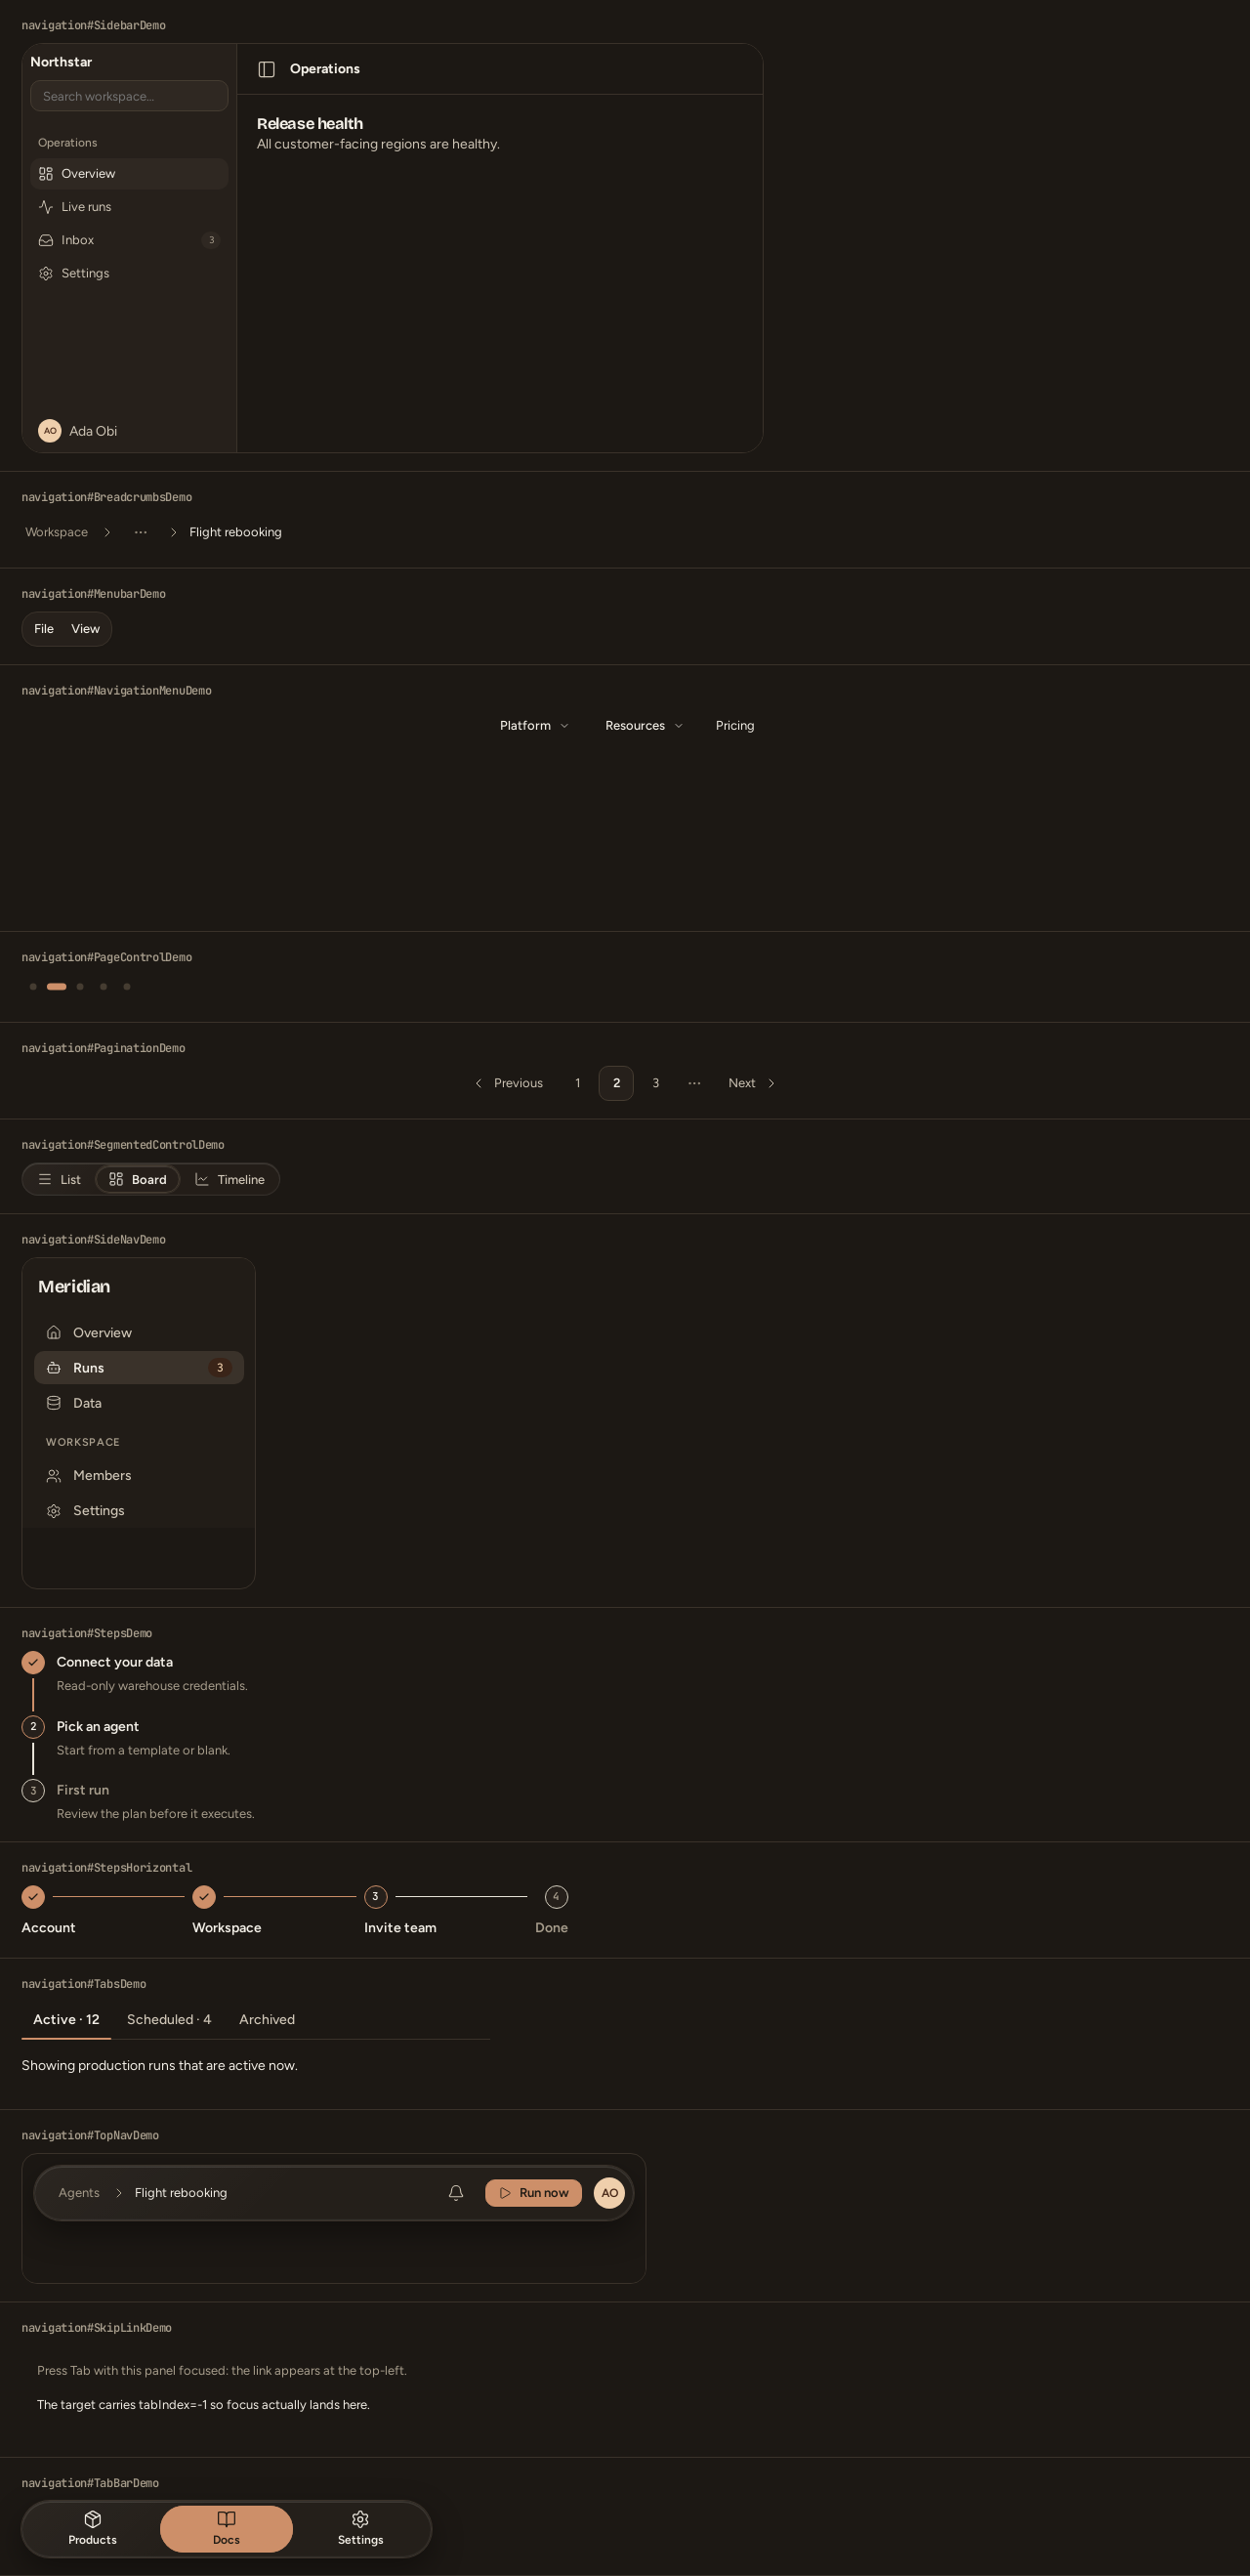 navigation#SidebarDemo
Northstar
Operations
Search workspace...
Release health
All customer-facing regions are healthy.
Operations
Overview
Live runs
Inbox 3
Settings
AO Ada Obi
navigation#BreadcrumbsDemo
Workspace ··· Flight rebooking
navigation#MenubarDemo
File View
navigation#NavigationMenuDemo
Platform Resources Pricing
navigation#PageControlDemo
navigation#PaginationDemo
Previous 1 2 3 ··· Next
navigation#SegmentedControlDemo
List Board Timeline
navigation#SideNavDemo
Meridian
Overview
Runs 3
Data
WORKSPACE
Members
Settings
navigation#StepsDemo
Connect your data
Read-only warehouse credentials.
2 Pick an agent
Start from a template or blank.
3 First run
Review the plan before it executes.
navigation#StepsHorizontal
3 4
Account Workspace Invite team Done
navigation#TabsDemo
Active · 12 Scheduled · 4 Archived
Showing production runs that are active now.
navigation#TopNavDemo
Agents Flight rebooking Run now AO
navigation#SkipLinkDemo
Press Tab with this panel focused: the link appears at the top-left.
The target carries tabIndex=-1 so focus actually lands here.
navigation#TabBarDemo
Products Docs Settings